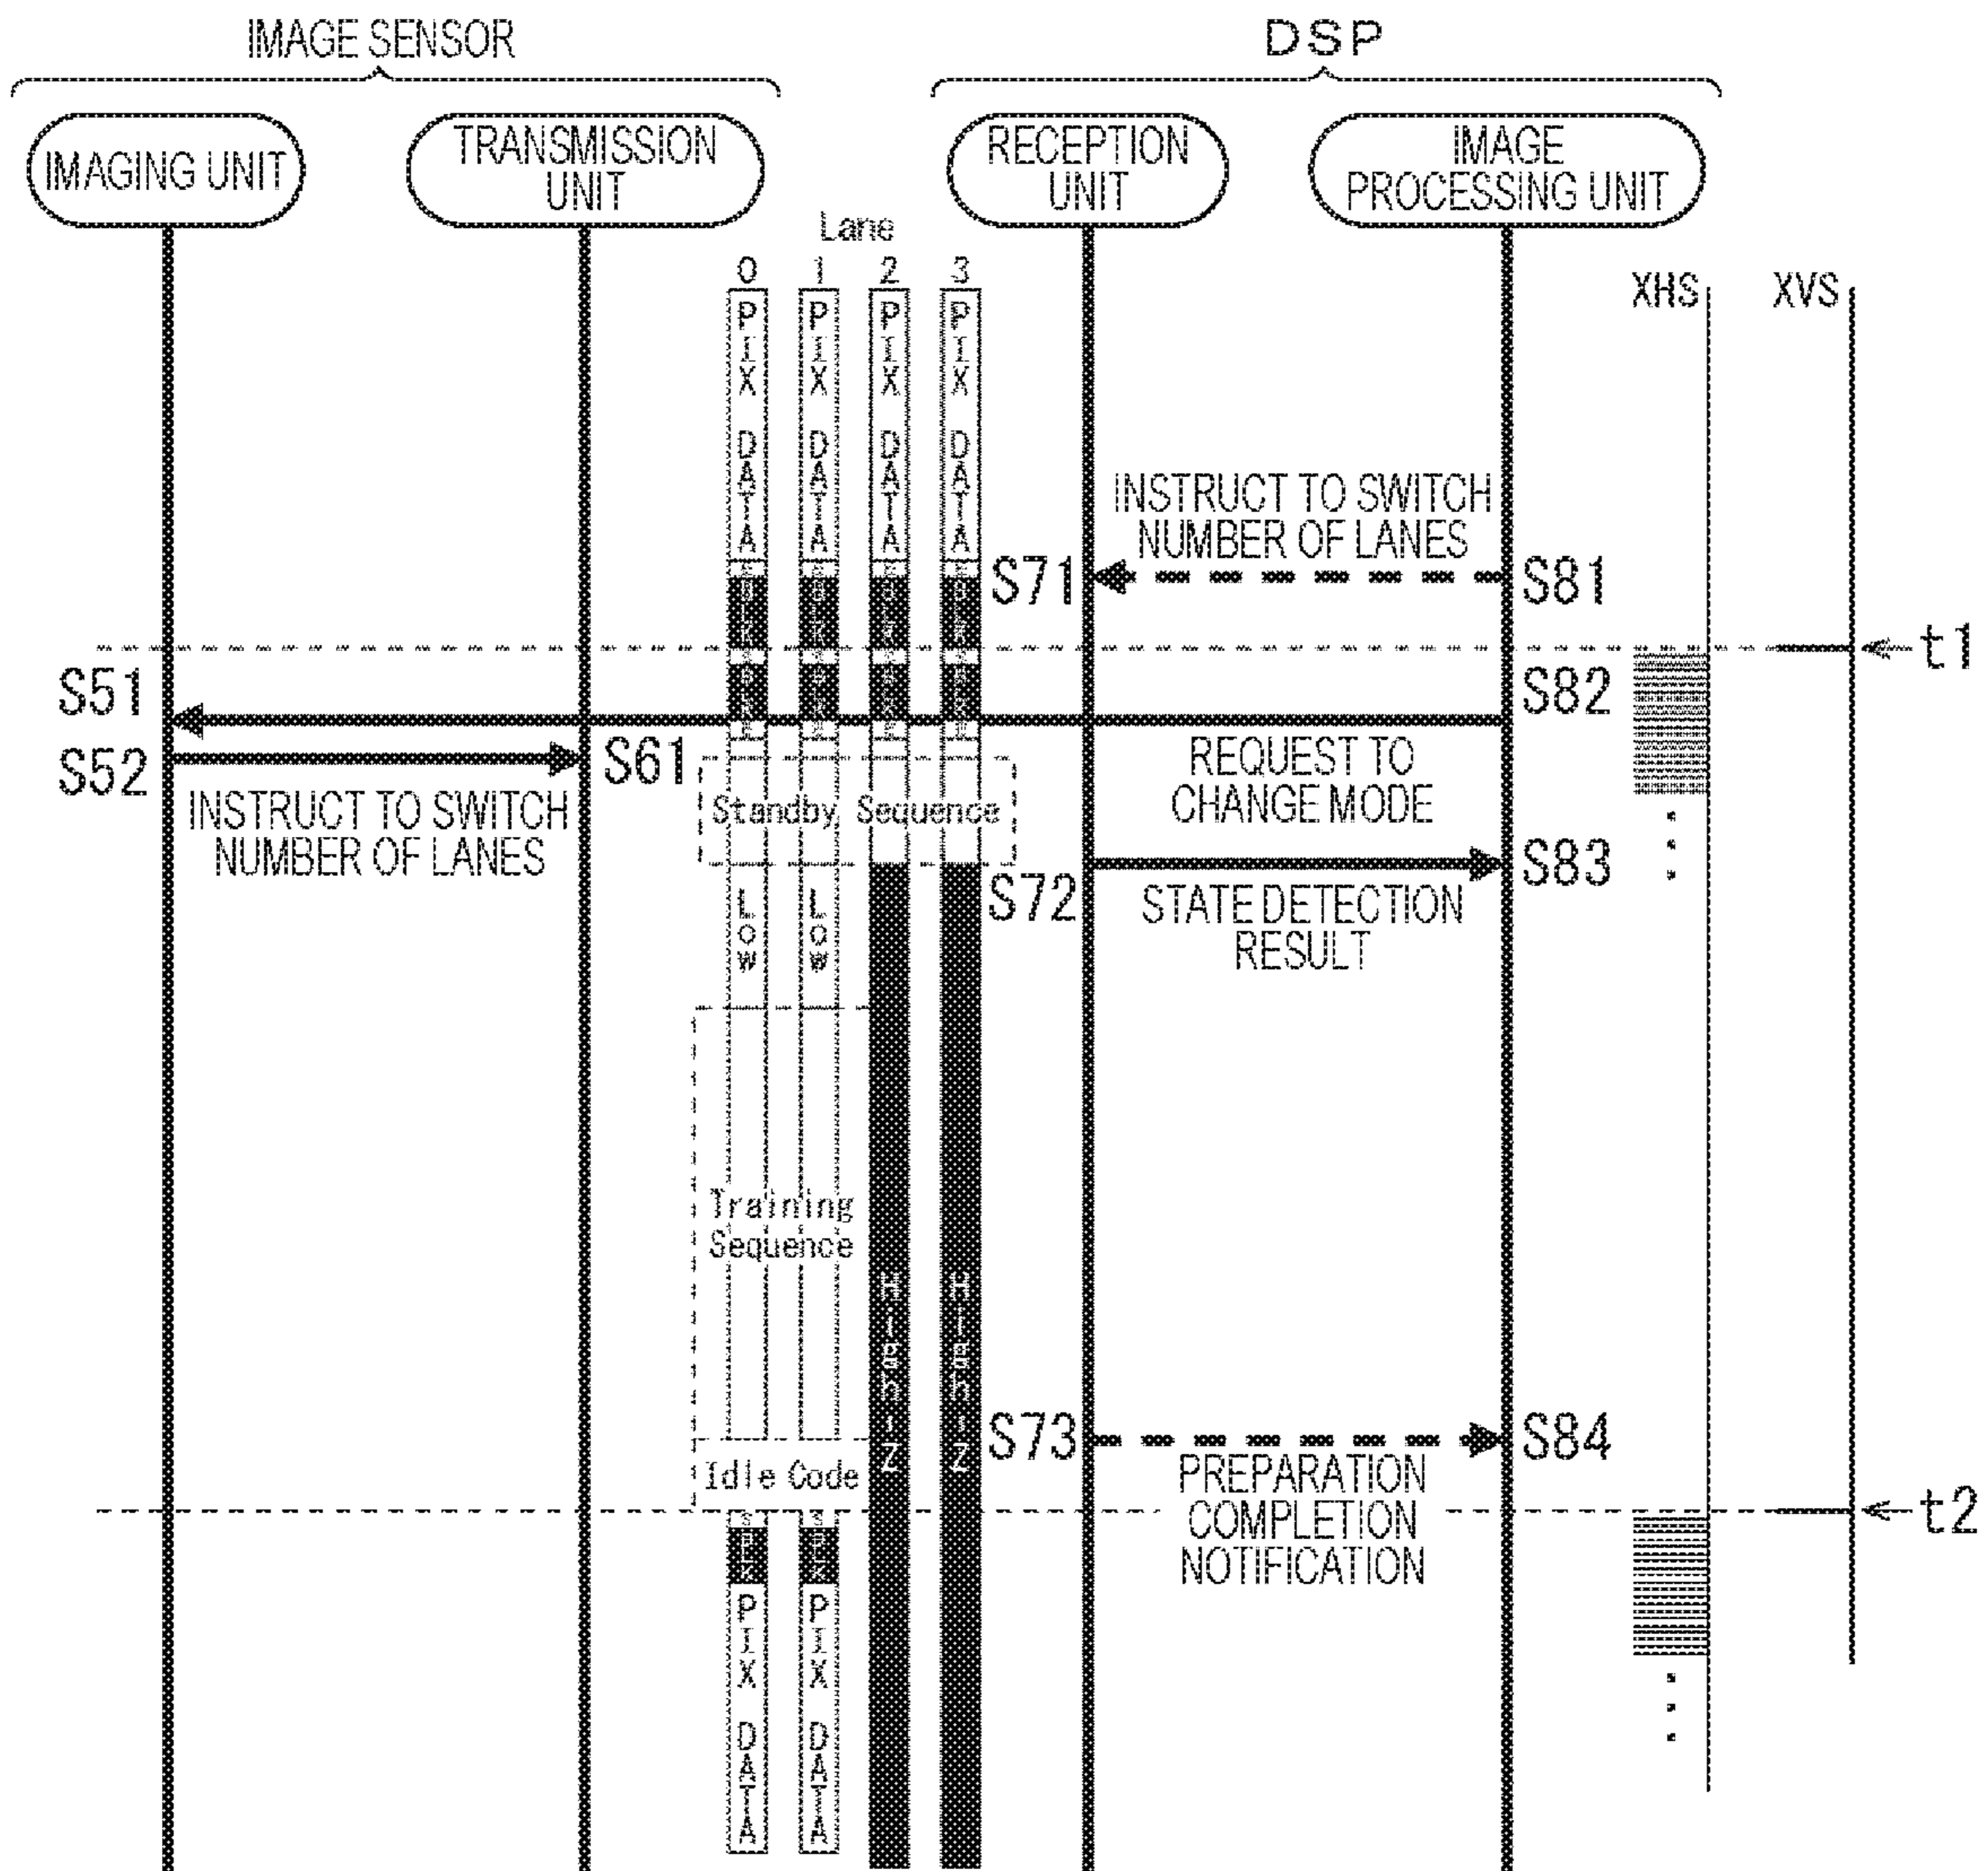 IMAGE SENSOR
DSP
IMAGING UNIT
TRANSMISSION
UNIT
RECEPTION
UNIT
IMAGE
PROCESSING UNIT
Lane
0 1 2 3
XHS
XVS
PIX DATA
PIX DATA
PIX DATA
PIX DATA
INSTRUCT TO SWITCH
NUMBER OF LANES
S71
S81
t1
S51
S82
S52
S61
REQUEST TO
CHANGE MODE
INSTRUCT TO SWITCH
NUMBER OF LANES
Standby Sequence
S72
S83
STATE DETECTION
RESULT
Low
Low
Training
Sequence
HighiZ
HighiZ
S73
S84
Idle Code
PREPARATION
COMPLETION
NOTIFICATION
t2
PIX DATA
PIX DATA